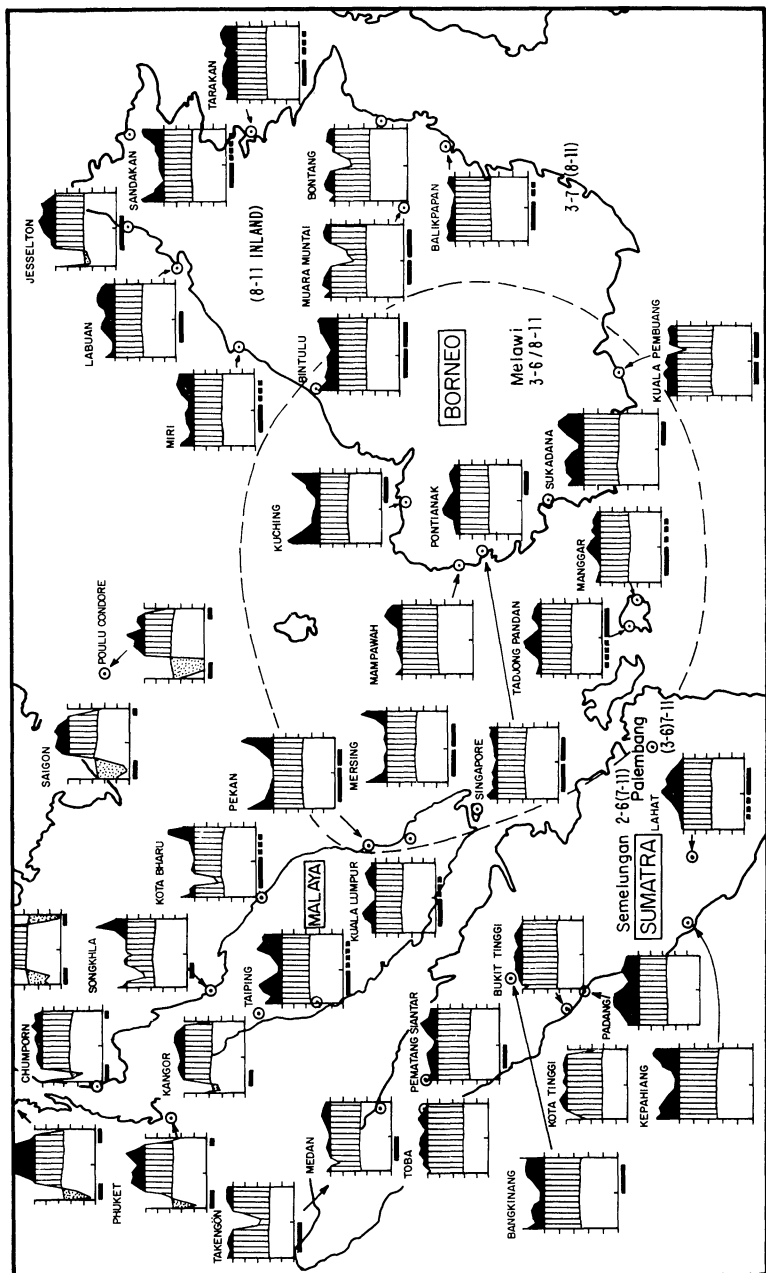 TARAKAN
SANDAKAN
JESSELTON
LABUAN
MIRI
(8-11 INLAND)
BINTULU
MUARA MUNTAI
BONTANG
BALIKPAPAN
3-7 (8-11)
BORNEO
Melawi
3-6/8-11
KUALA PEMBUANG
SUKADANA
KUCHING
PONTIANAK
MAMPAWAH
MANGGAR
TADJONG PANDAN
POULU CONDORE
SAIGON
PEKAN
MERSING
SINGAPORE
KOTA BHARU
MALAYA
KUALA LUMPUR
SONGKHLA
TAIPING
CHUMPORN
KANGOR
PHUKET
TAKENGÖN
MEDAN
TOBA
PEMATANG SIANTAR
BUKIT TINGGI
KOTA TINGGI
PADANG
BANGKINANG
KEPAHIANG
Semelungan 2-6(7-11)
Palembang
(3-6)7-11
SUMATRA
LAHAT